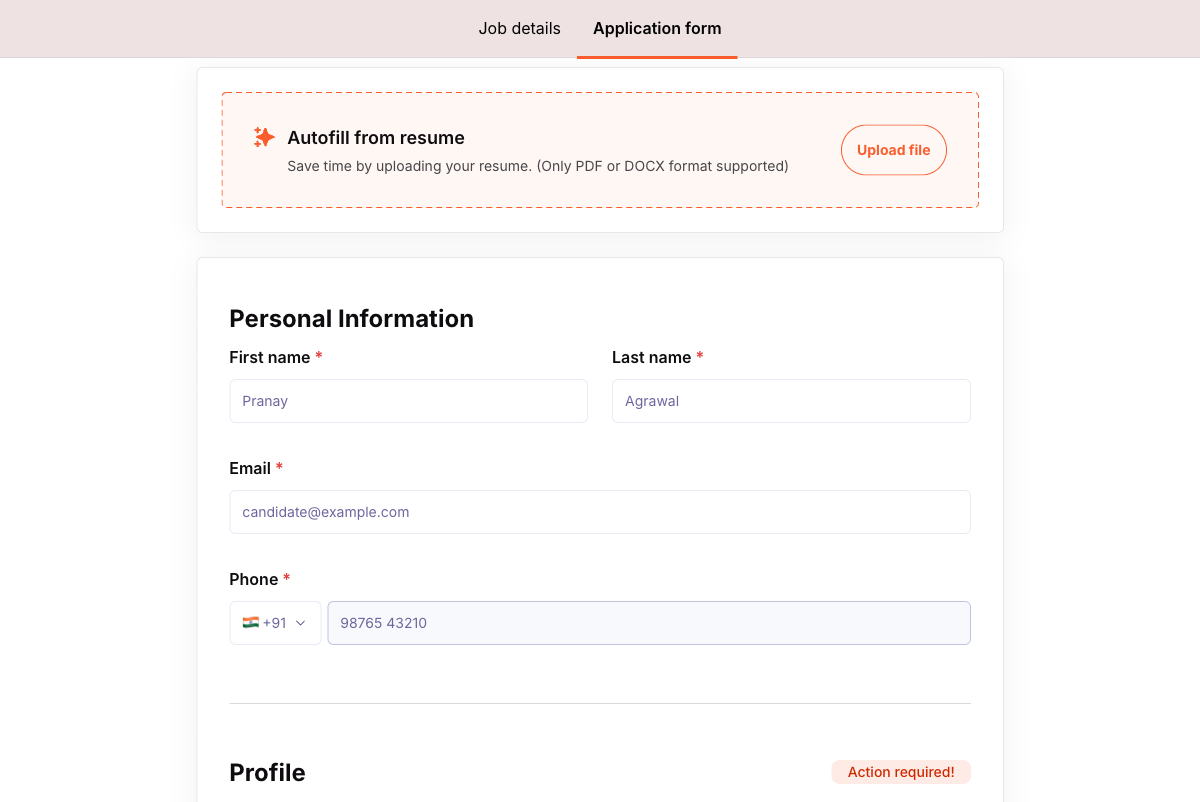 Job details Application form
Autofill from resume
Save time by uploading your resume. (Only PDF or DOCX format supported)
Upload file
Personal Information
First name * Last name *
Pranay Agrawal
Email *
candidate@example.com
Phone *
+91 98765 43210
Profile Action required!